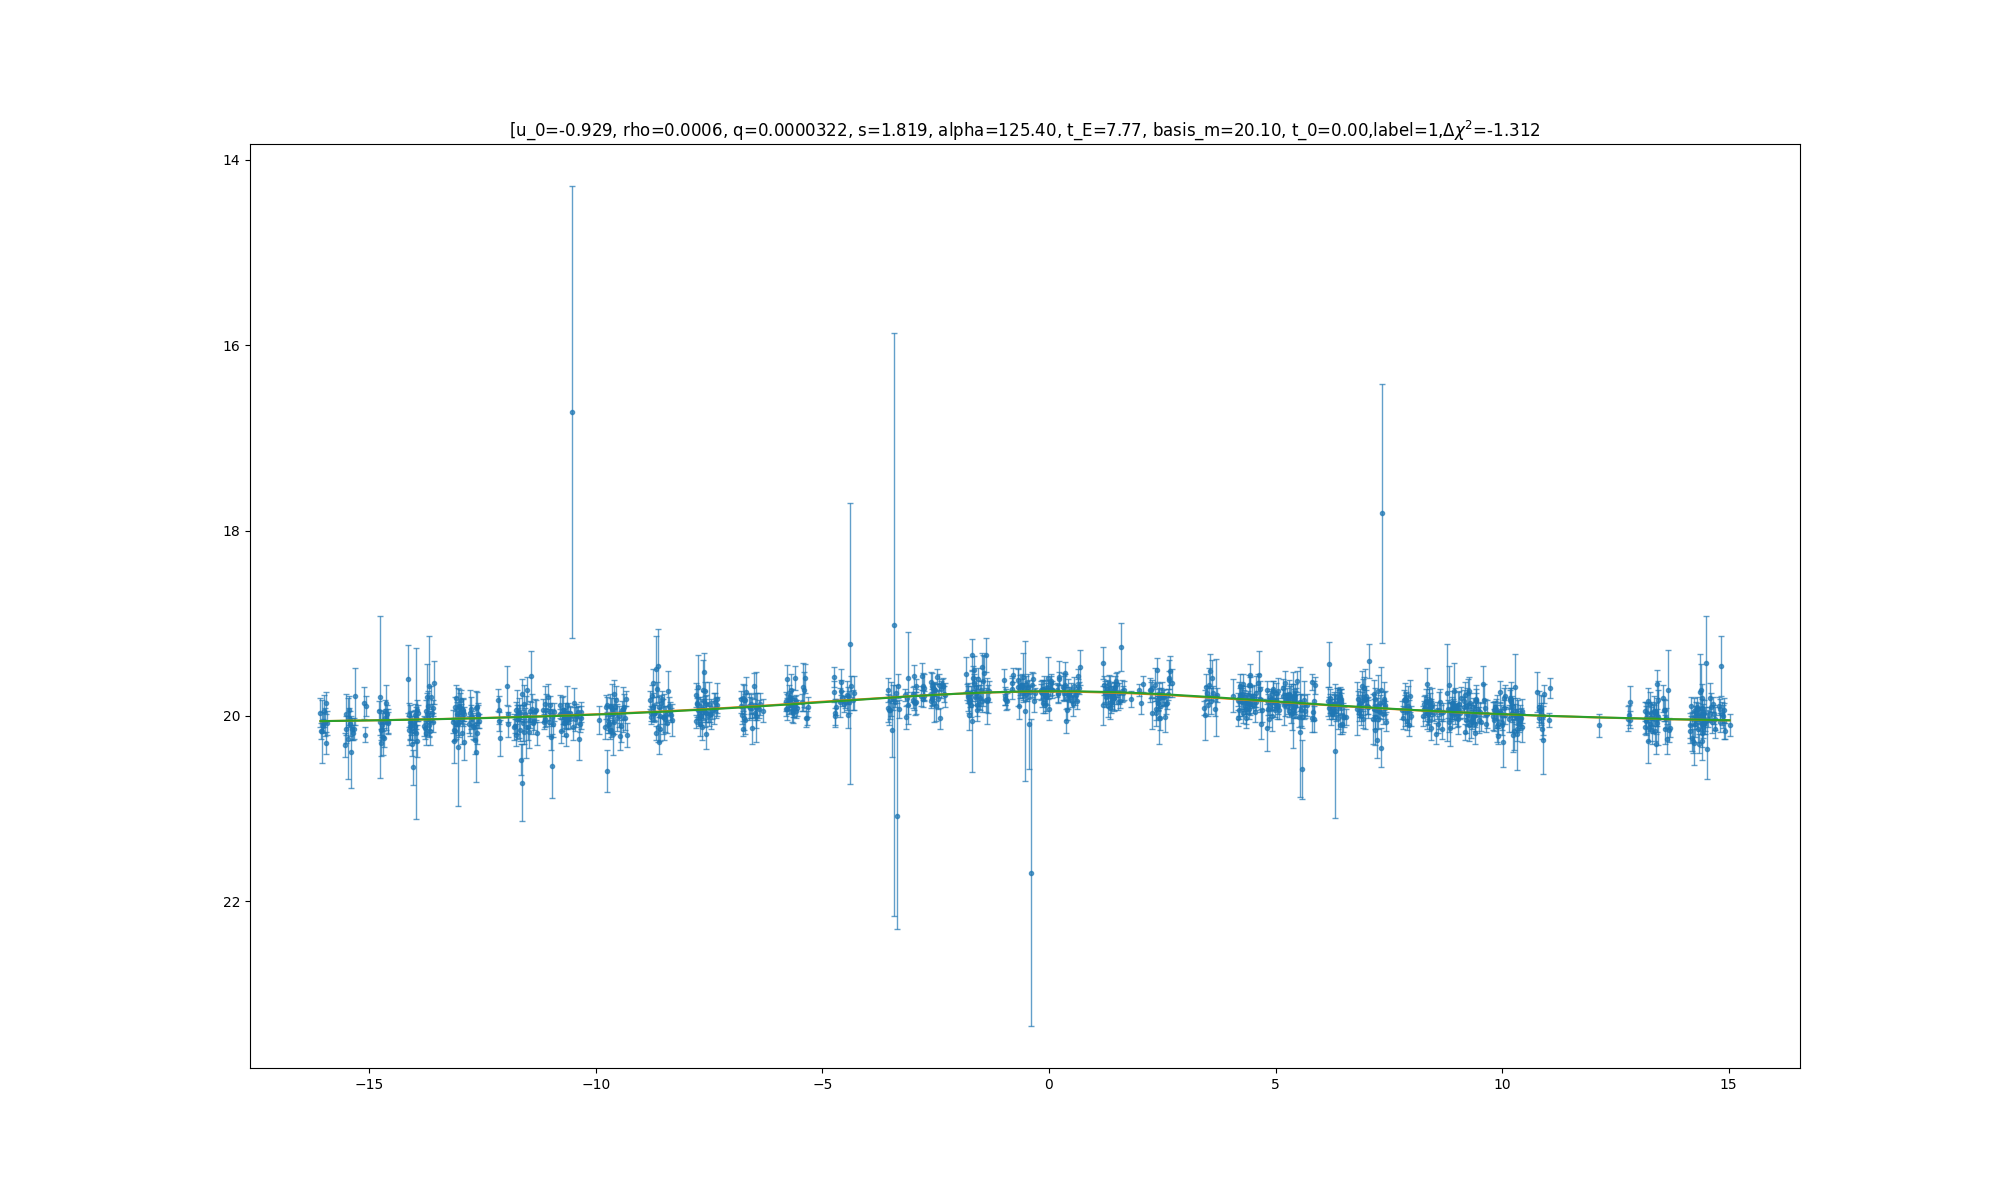 [u_0=-0.929, rho=0.0006, q=0.0000322, s=1.819, alpha=125.40, t_E=7.77, basis_m=20.10, t_0=0.00,label=1,Δχ²=-1.312
14
16
18
20
22
−15 −10 −5 0 5 10 15